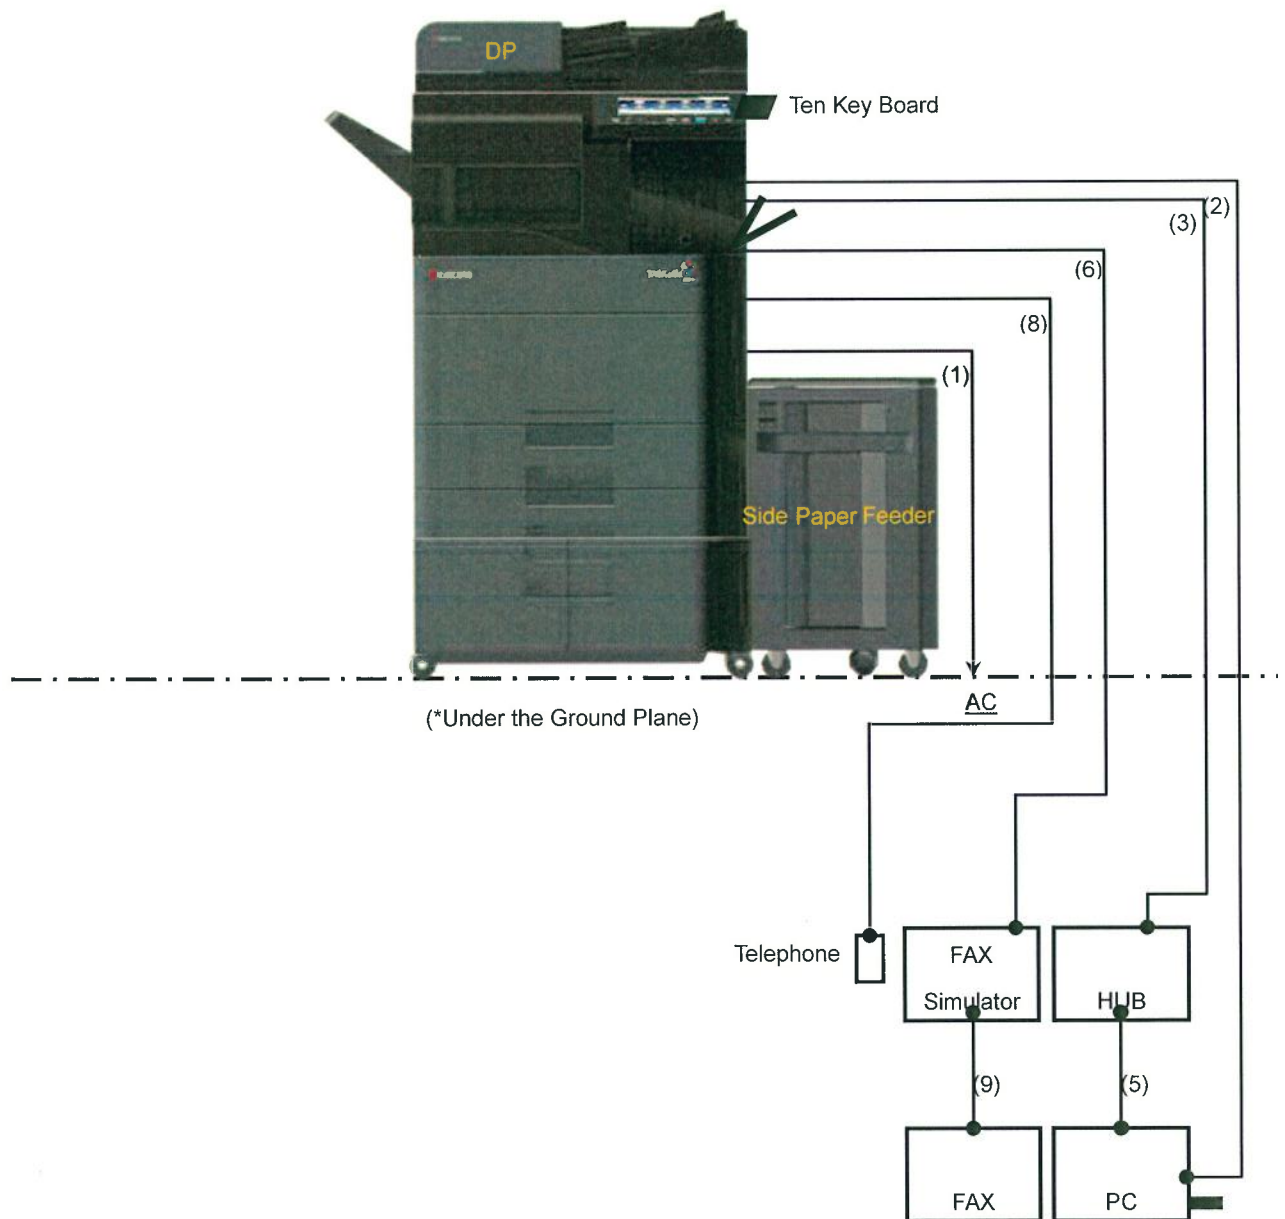 DP
Ten Key Board
(2)
(3)
(6)
(8)
(1)
Side Paper Feeder
AC
(*Under the Ground Plane)
Telephone
FAX
Simulator
HUB
(9)
(5)
FAX
PC